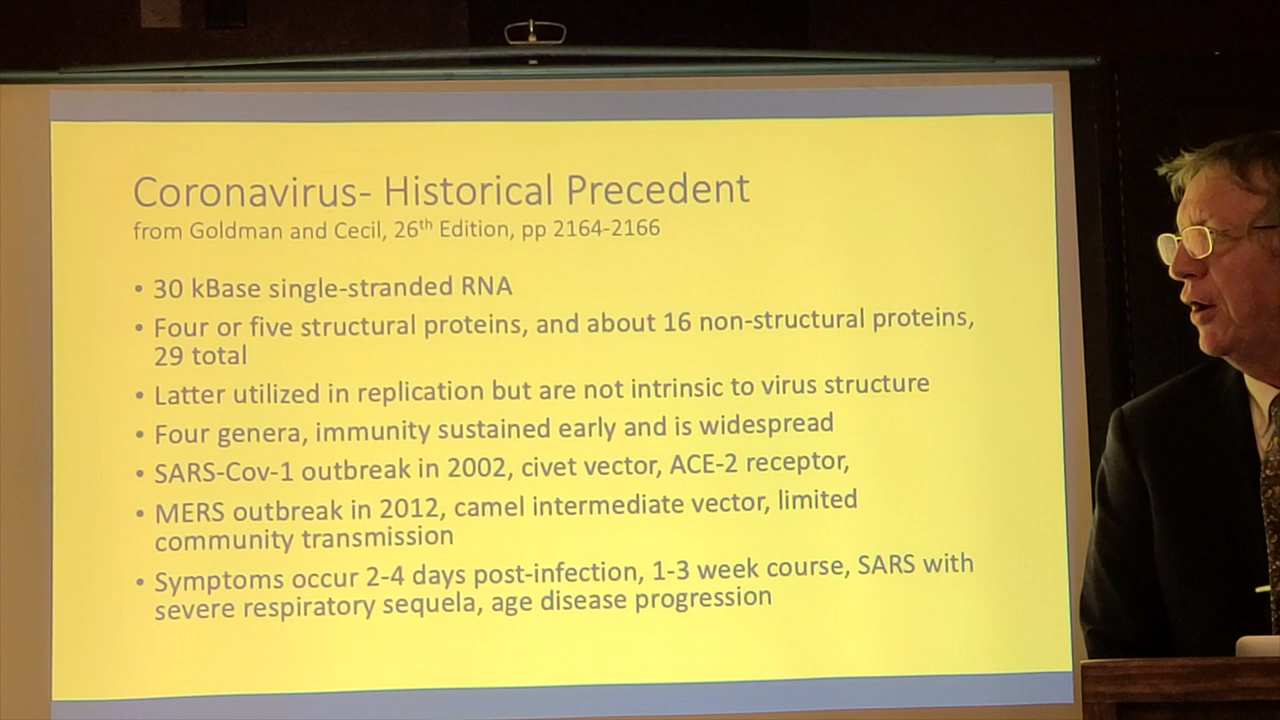 Coronavirus- Historical Precedent
from Goldman and Cecil, 26th Edition, pp 2164-2166
• 30 kBase single-stranded RNA
• Four or five structural proteins, and about 16 non-structural proteins,
29 total
• Latter utilized in replication but are not intrinsic to virus structure
• Four genera, immunity sustained early and is widespread
• SARS-Cov-1 outbreak in 2002, civet vector, ACE-2 receptor,
• MERS outbreak in 2012, camel intermediate vector, limited
community transmission
• Symptoms occur 2-4 days post-infection, 1-3 week course, SARS with
severe respiratory sequela, age disease progression